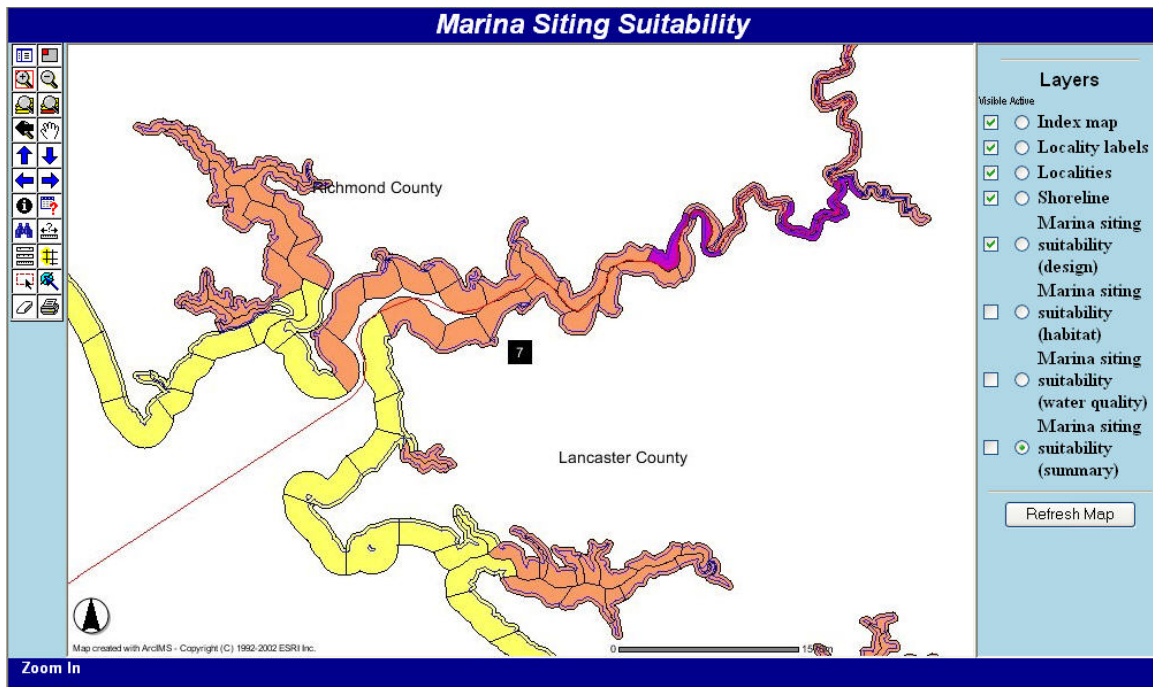 Marina Siting Suitability
Richmond County
7
Lancaster County
Map created with ArcIMS - Copyright (C) 1992-2002 ESRI Inc.
0
Zoom In
Layers
Visible Active
Index map
Locality labels
Localities
Shoreline
Marina siting
suitability
(design)
Marina siting
suitability
(habitat)
Marina siting
suitability
(water quality)
Marina siting
suitability
(summary)
Refresh Map